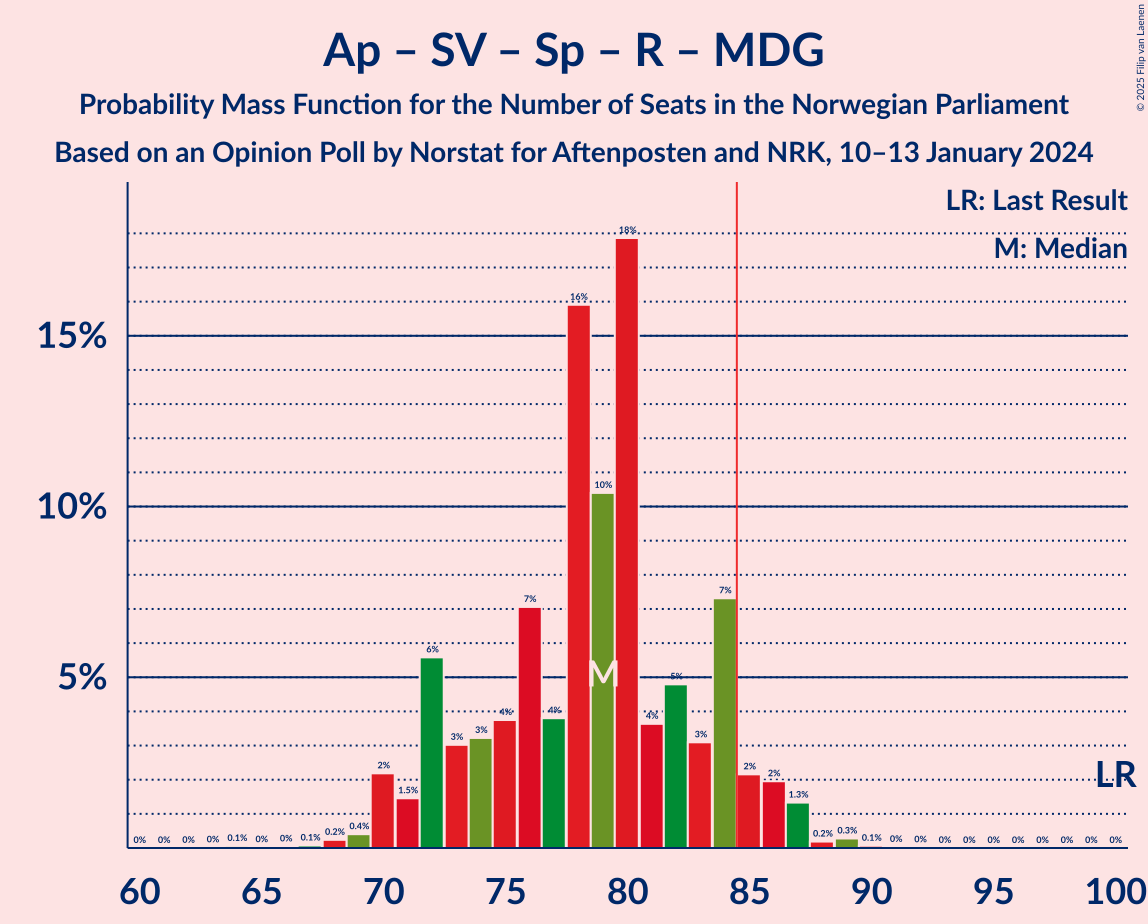 Ap – SV – Sp – R – MDG
Probability Mass Function for the Number of Seats in the Norwegian Parliament
Based on an Opinion Poll by Norstat for Aftenposten and NRK, 10–13 January 2024
© 2025 Filip van Laenen
LR: Last Result
M: Median
15%
10%
5%
0% 0% 0% 0% 0.1% 0% 0% 0.1% 0.2% 0.4% 2% 1.5% 6% 3% 3% 4% 7% 4% 16% 10% 18% 4% 5% 3% 7% 2% 2% 1.3% 0.2% 0.3% 0.1% 0% 0% 0% 0% 0% 0% 0% 0% 0% 0%
M
LR
60 65 70 75 80 85 90 95 100